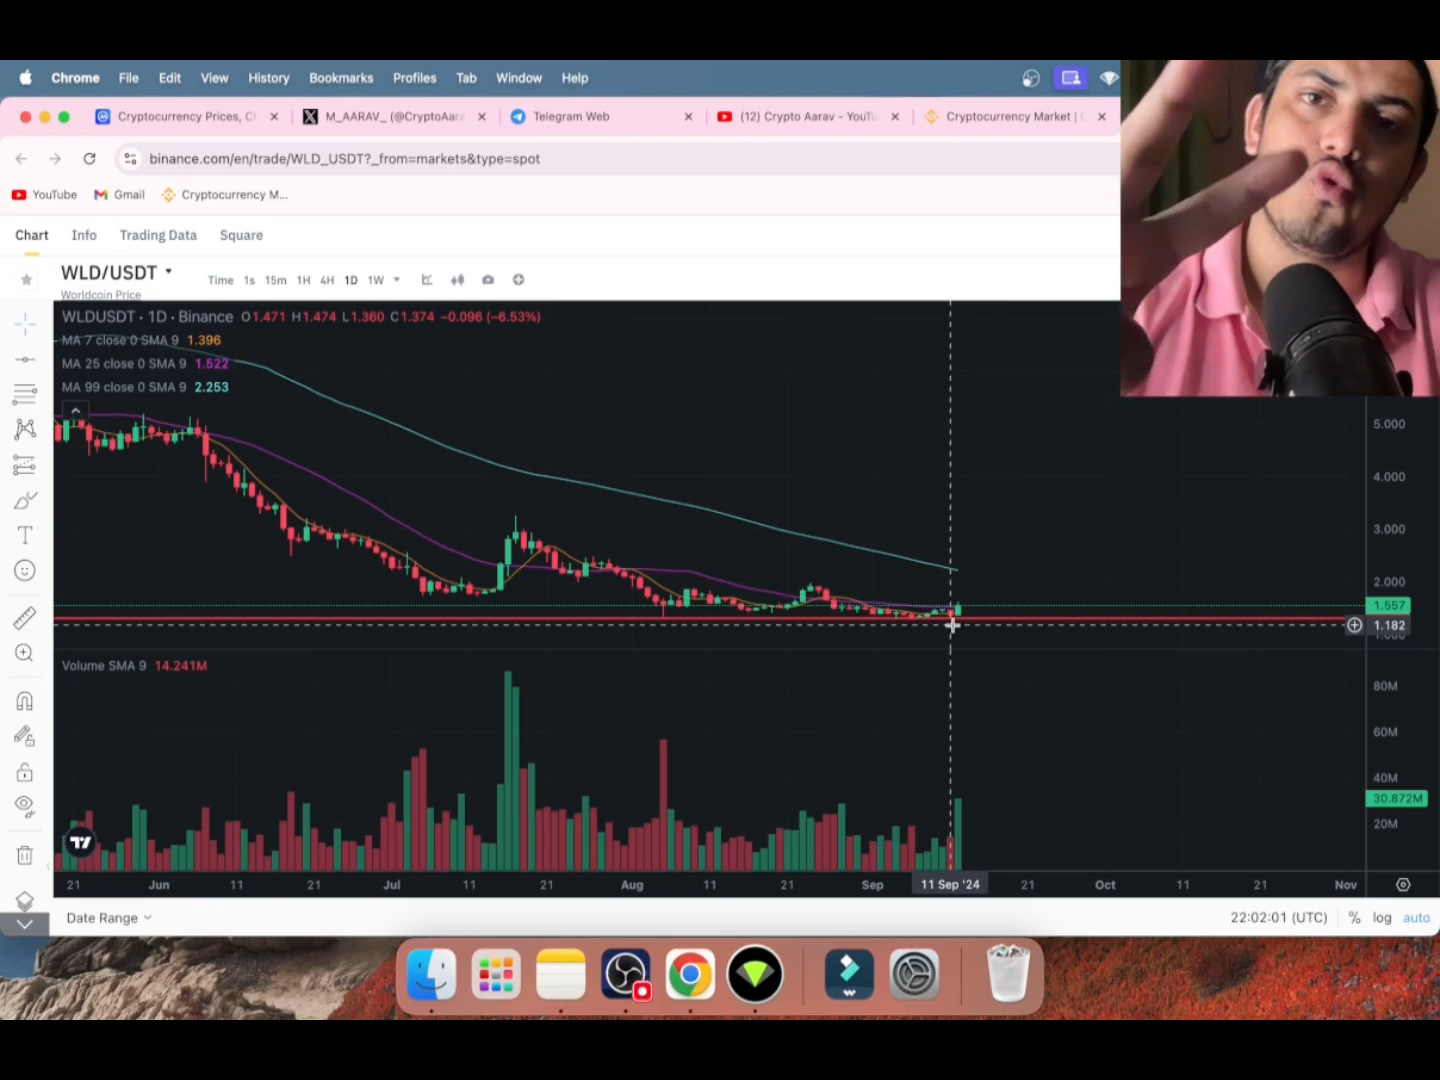 Chrome File Edit View History Bookmarks Profiles Tab Window Help
Cryptocurrency Prices, C
M_AARAV_ (@CryptoAara
Telegram Web
(12) Crypto Aarav - YouTu
Cryptocurrency Market |
binance.com/en/trade/WLD_USDT?_from=markets&type=spot
YouTube Gmail Cryptocurrency M...
Chart Info Trading Data Square
WLD/USDT
Worldcoin Price
Time 1s 15m 1H 4H 1D 1W
WLDUSDT · 1D · Binance O1.471 H1.474 L1.360 C1.374 −0.096 (−6.53%)
MA 7 close 0 SMA 9 1.396
MA 25 close 0 SMA 9 1.522
MA 99 close 0 SMA 9 2.253
5.000
4.000
3.000
2.000
1.557
1.182
1.000
Volume SMA 9 14.241M
80M
60M
40M
30.872M
20M
21 Jun 11 21 Jul 11 21 Aug 11 21 Sep 11 Sep '24 21 Oct 11 21 Nov
Date Range
22:02:01 (UTC) % log auto